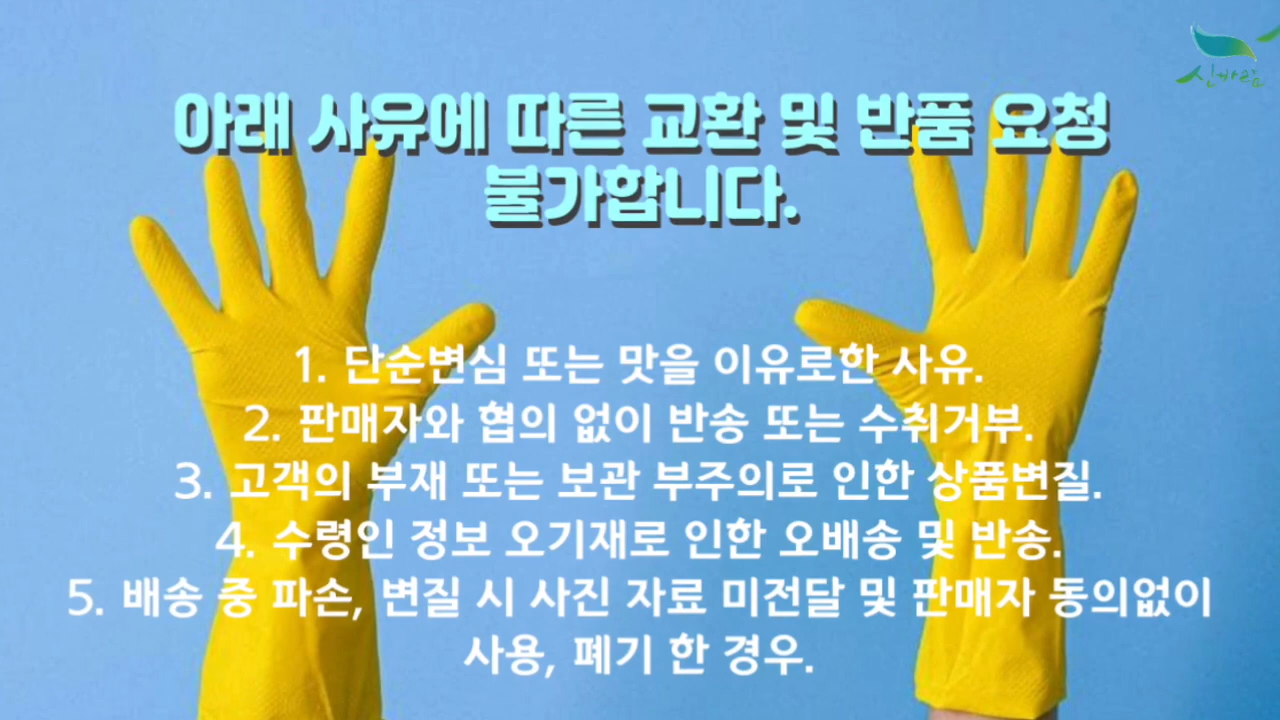 신바람
아래 사유에 따른 교환 및 반품 요청
불가합니다.
1. 단순변심 또는 맛을 이유로한 사유.
2. 판매자와 협의 없이 반송 또는 수취거부.
3. 고객의 부재 또는 보관 부주의로 인한 상품변질.
4. 수령인 정보 오기재로 인한 오배송 및 반송.
5. 배송 중 파손, 변질 시 사진 자료 미전달 및 판매자 동의없이
사용, 폐기 한 경우.